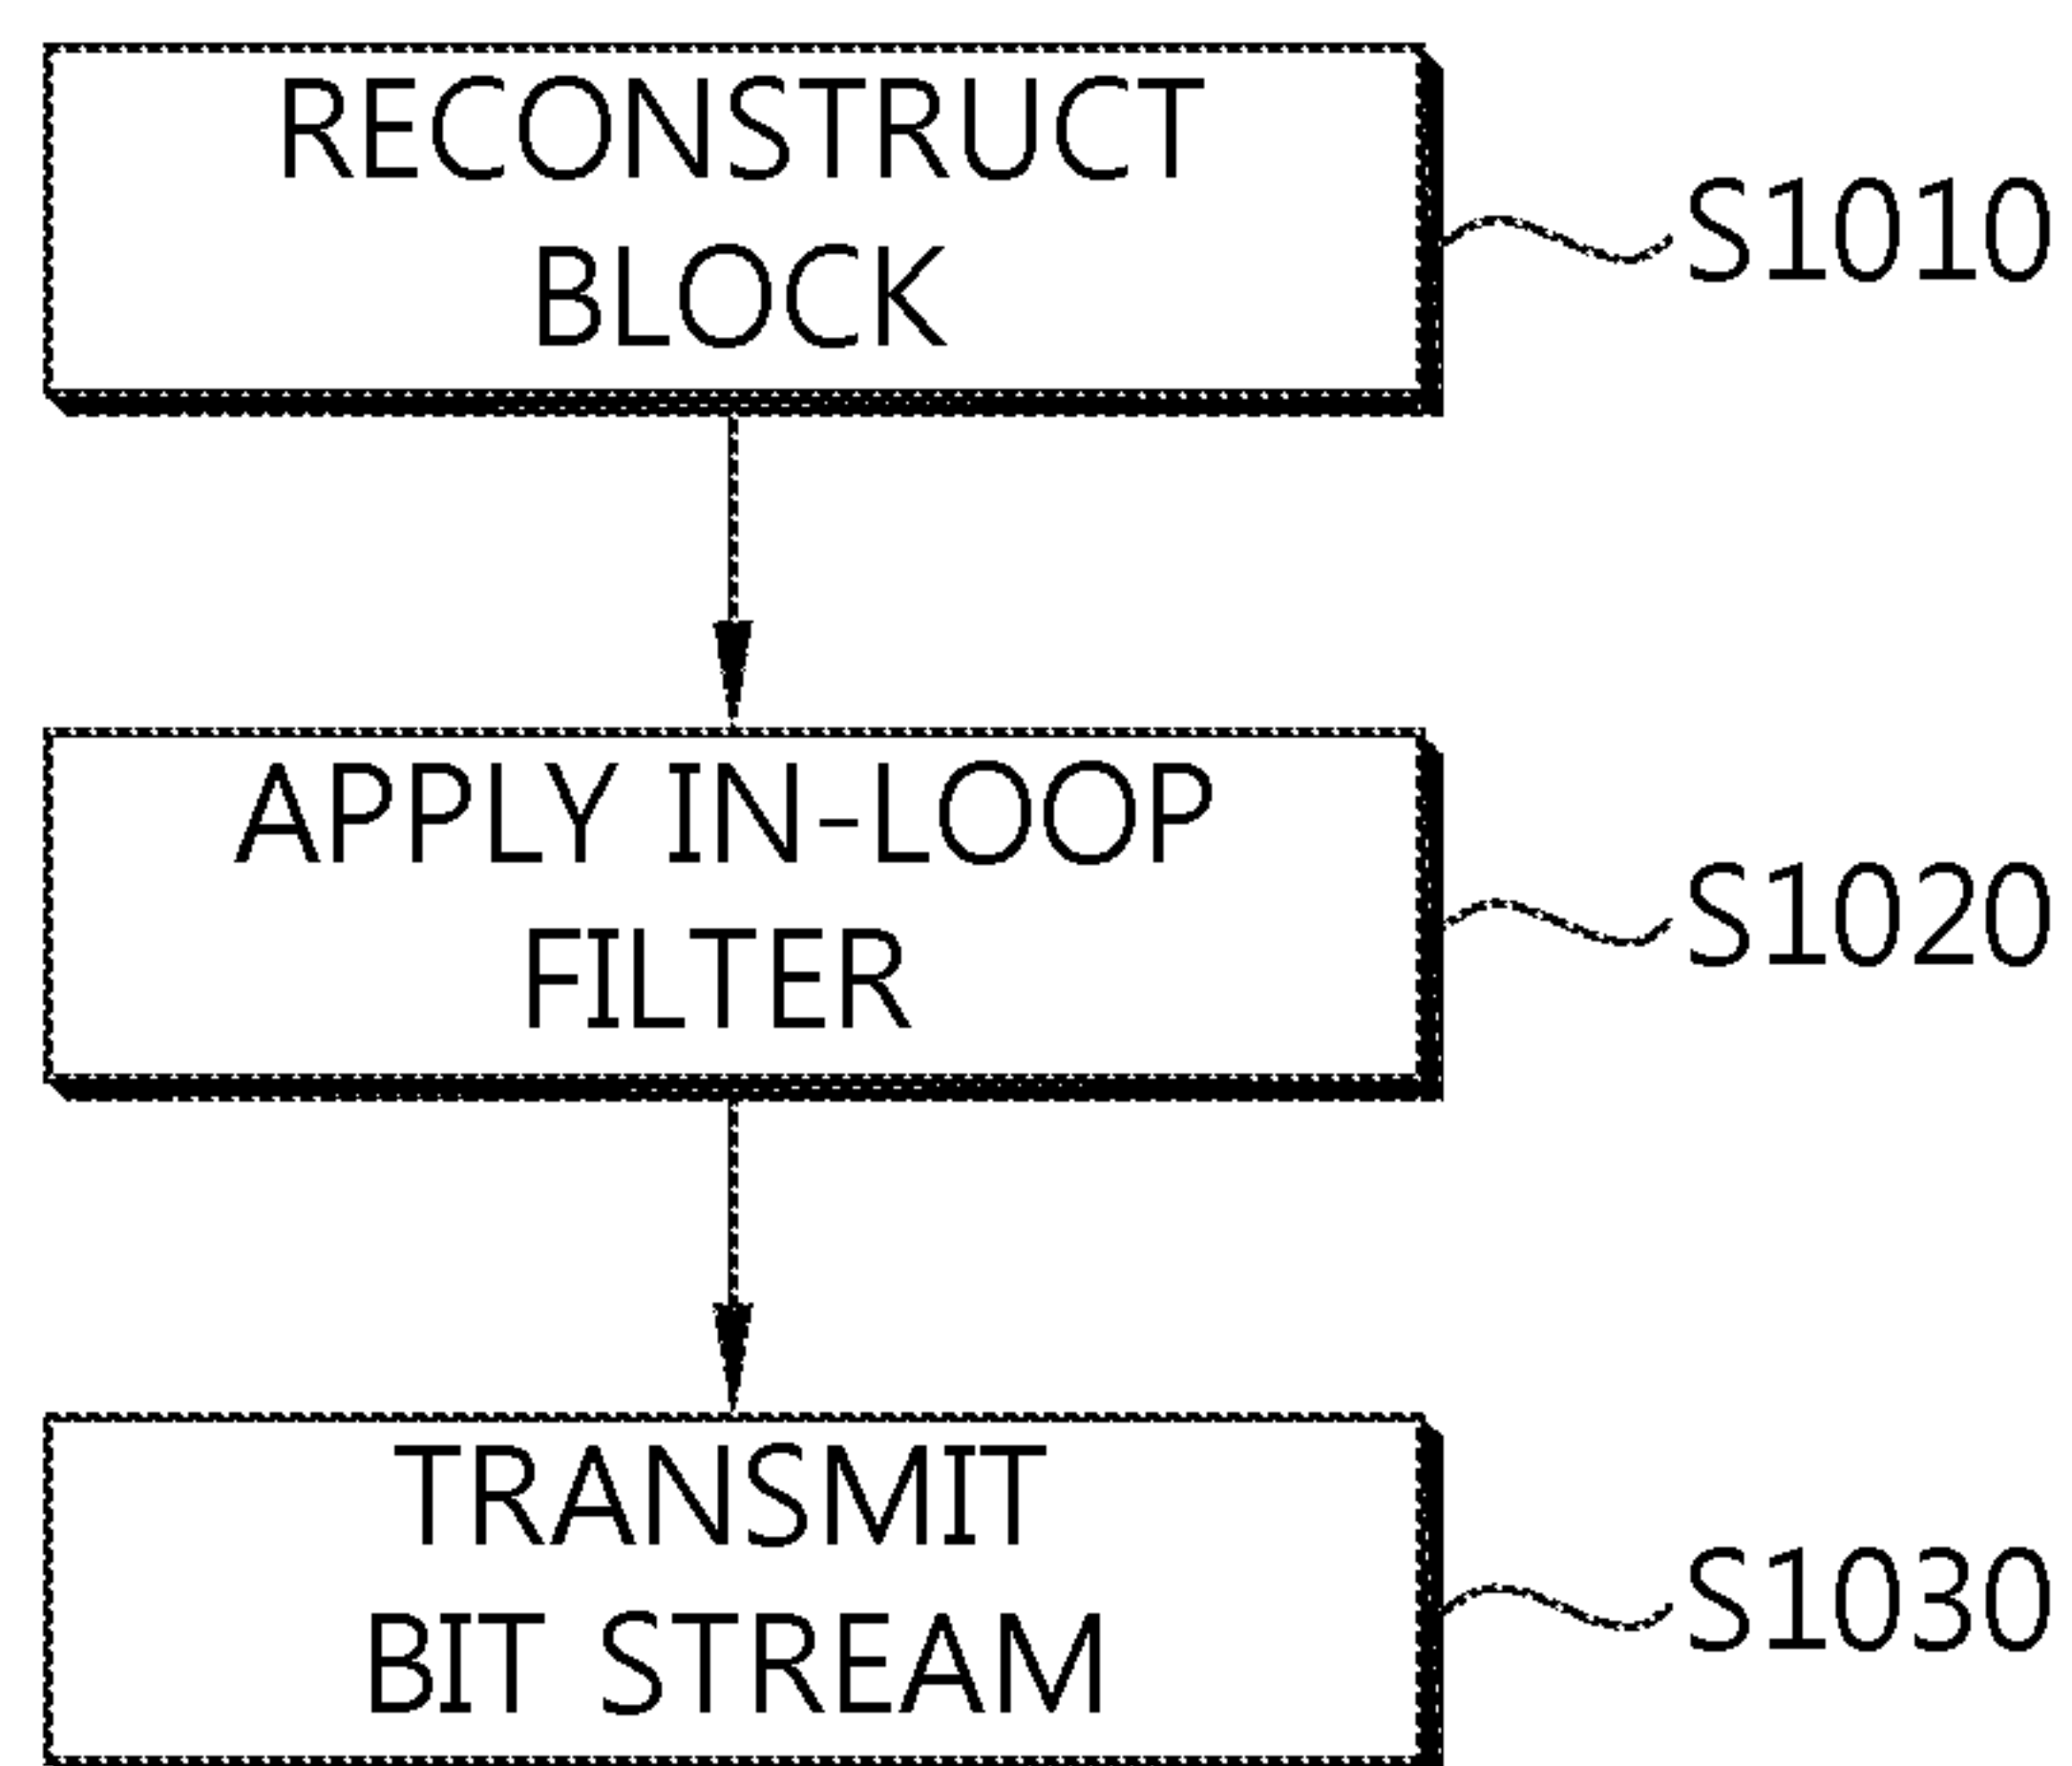 RECONSTRUCT
BLOCK
S1010
APPLY IN-LOOP
FILTER
S1020
TRANSMIT
BIT STREAM
S1030